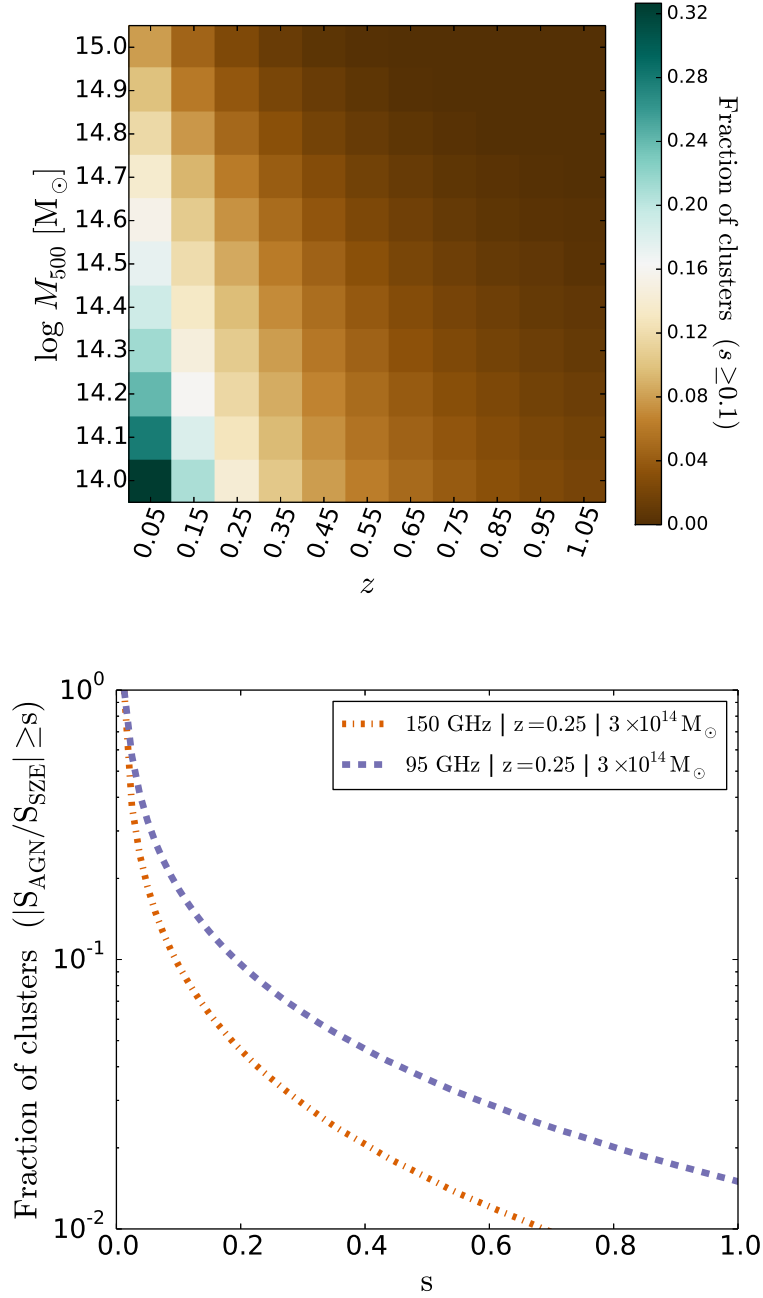 15.0
14.9
14.8
14.7
14.6
14.5
14.4
14.3
14.2
14.1
14.0
log M500 [M⊙]
0.05 0.15 0.25 0.35 0.45 0.55 0.65 0.75 0.85 0.95 1.05
z
0.32
0.28
0.24
0.20
0.16
0.12
0.08
0.04
0.00
Fraction of clusters (s ≥0.1)
10^0
10^-1
10^-2
Fraction of clusters (|S_AGN/S_SZE| ≥s)
150 GHz | z=0.25 | 3×10^14 M⊙
95 GHz | z=0.25 | 3×10^14 M⊙
0.0 0.2 0.4 0.6 0.8 1.0
s